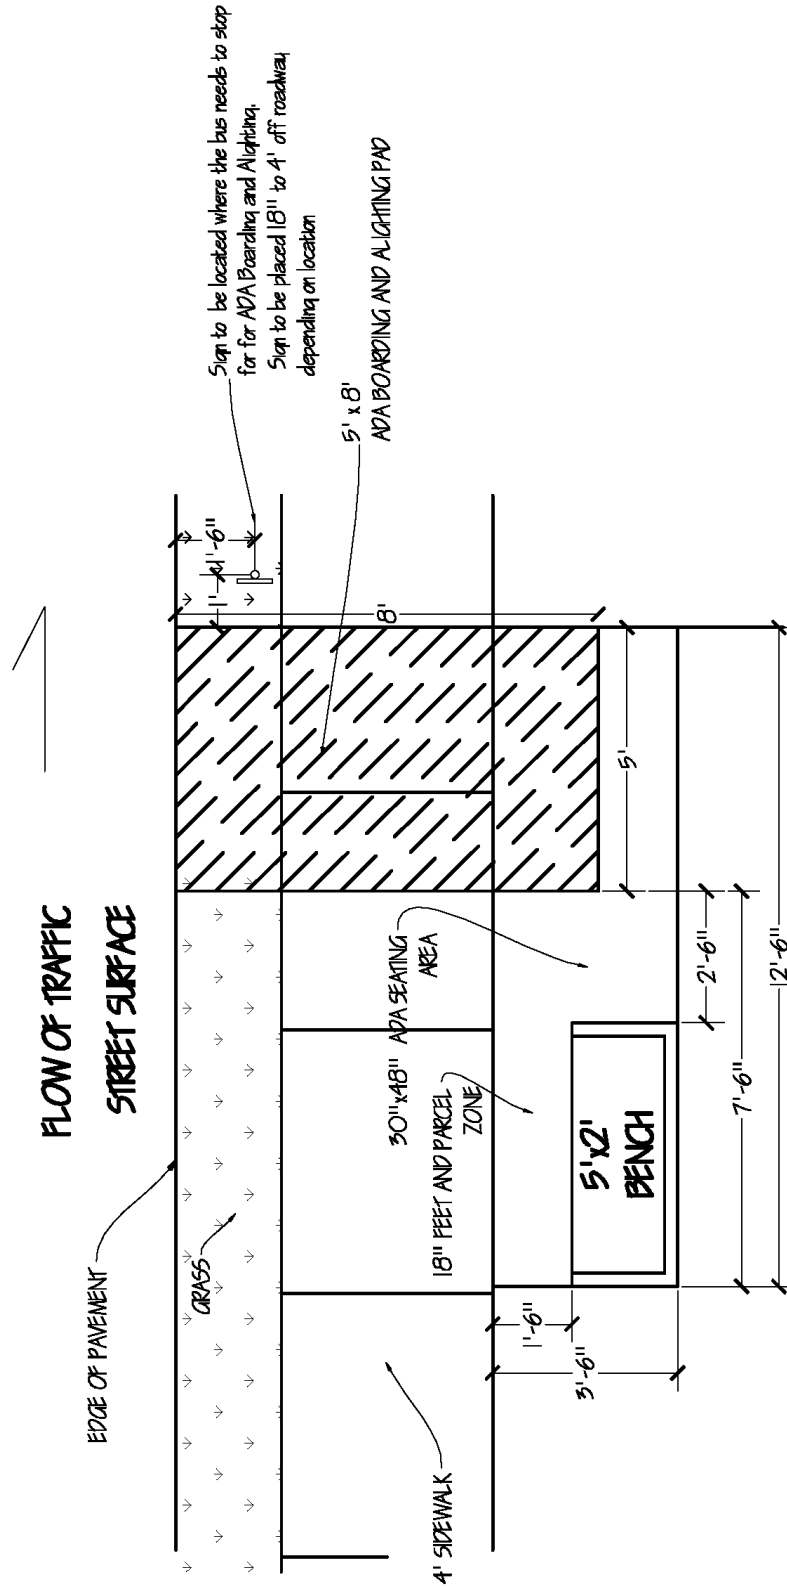 FLOW OF TRAFFIC
STREET SURFACE
EDGE OF PAVEMENT
GRASS
4' SIDEWALK
Sign to be located where the bus needs to stop
for for ADA Boarding and Alighting.
Sign to be placed 18" to 4' off roadway
depending on location
5' x 8'
ADA BOARDING AND ALIGHTING PAD
1'-6"
1'
8'
5'
30"x48" ADA SEATING
AREA
18" FEET AND PARCEL
ZONE
5'x2'
BENCH
1'-6"
3'-6"
2'-6"
7'-6"
12'-6"